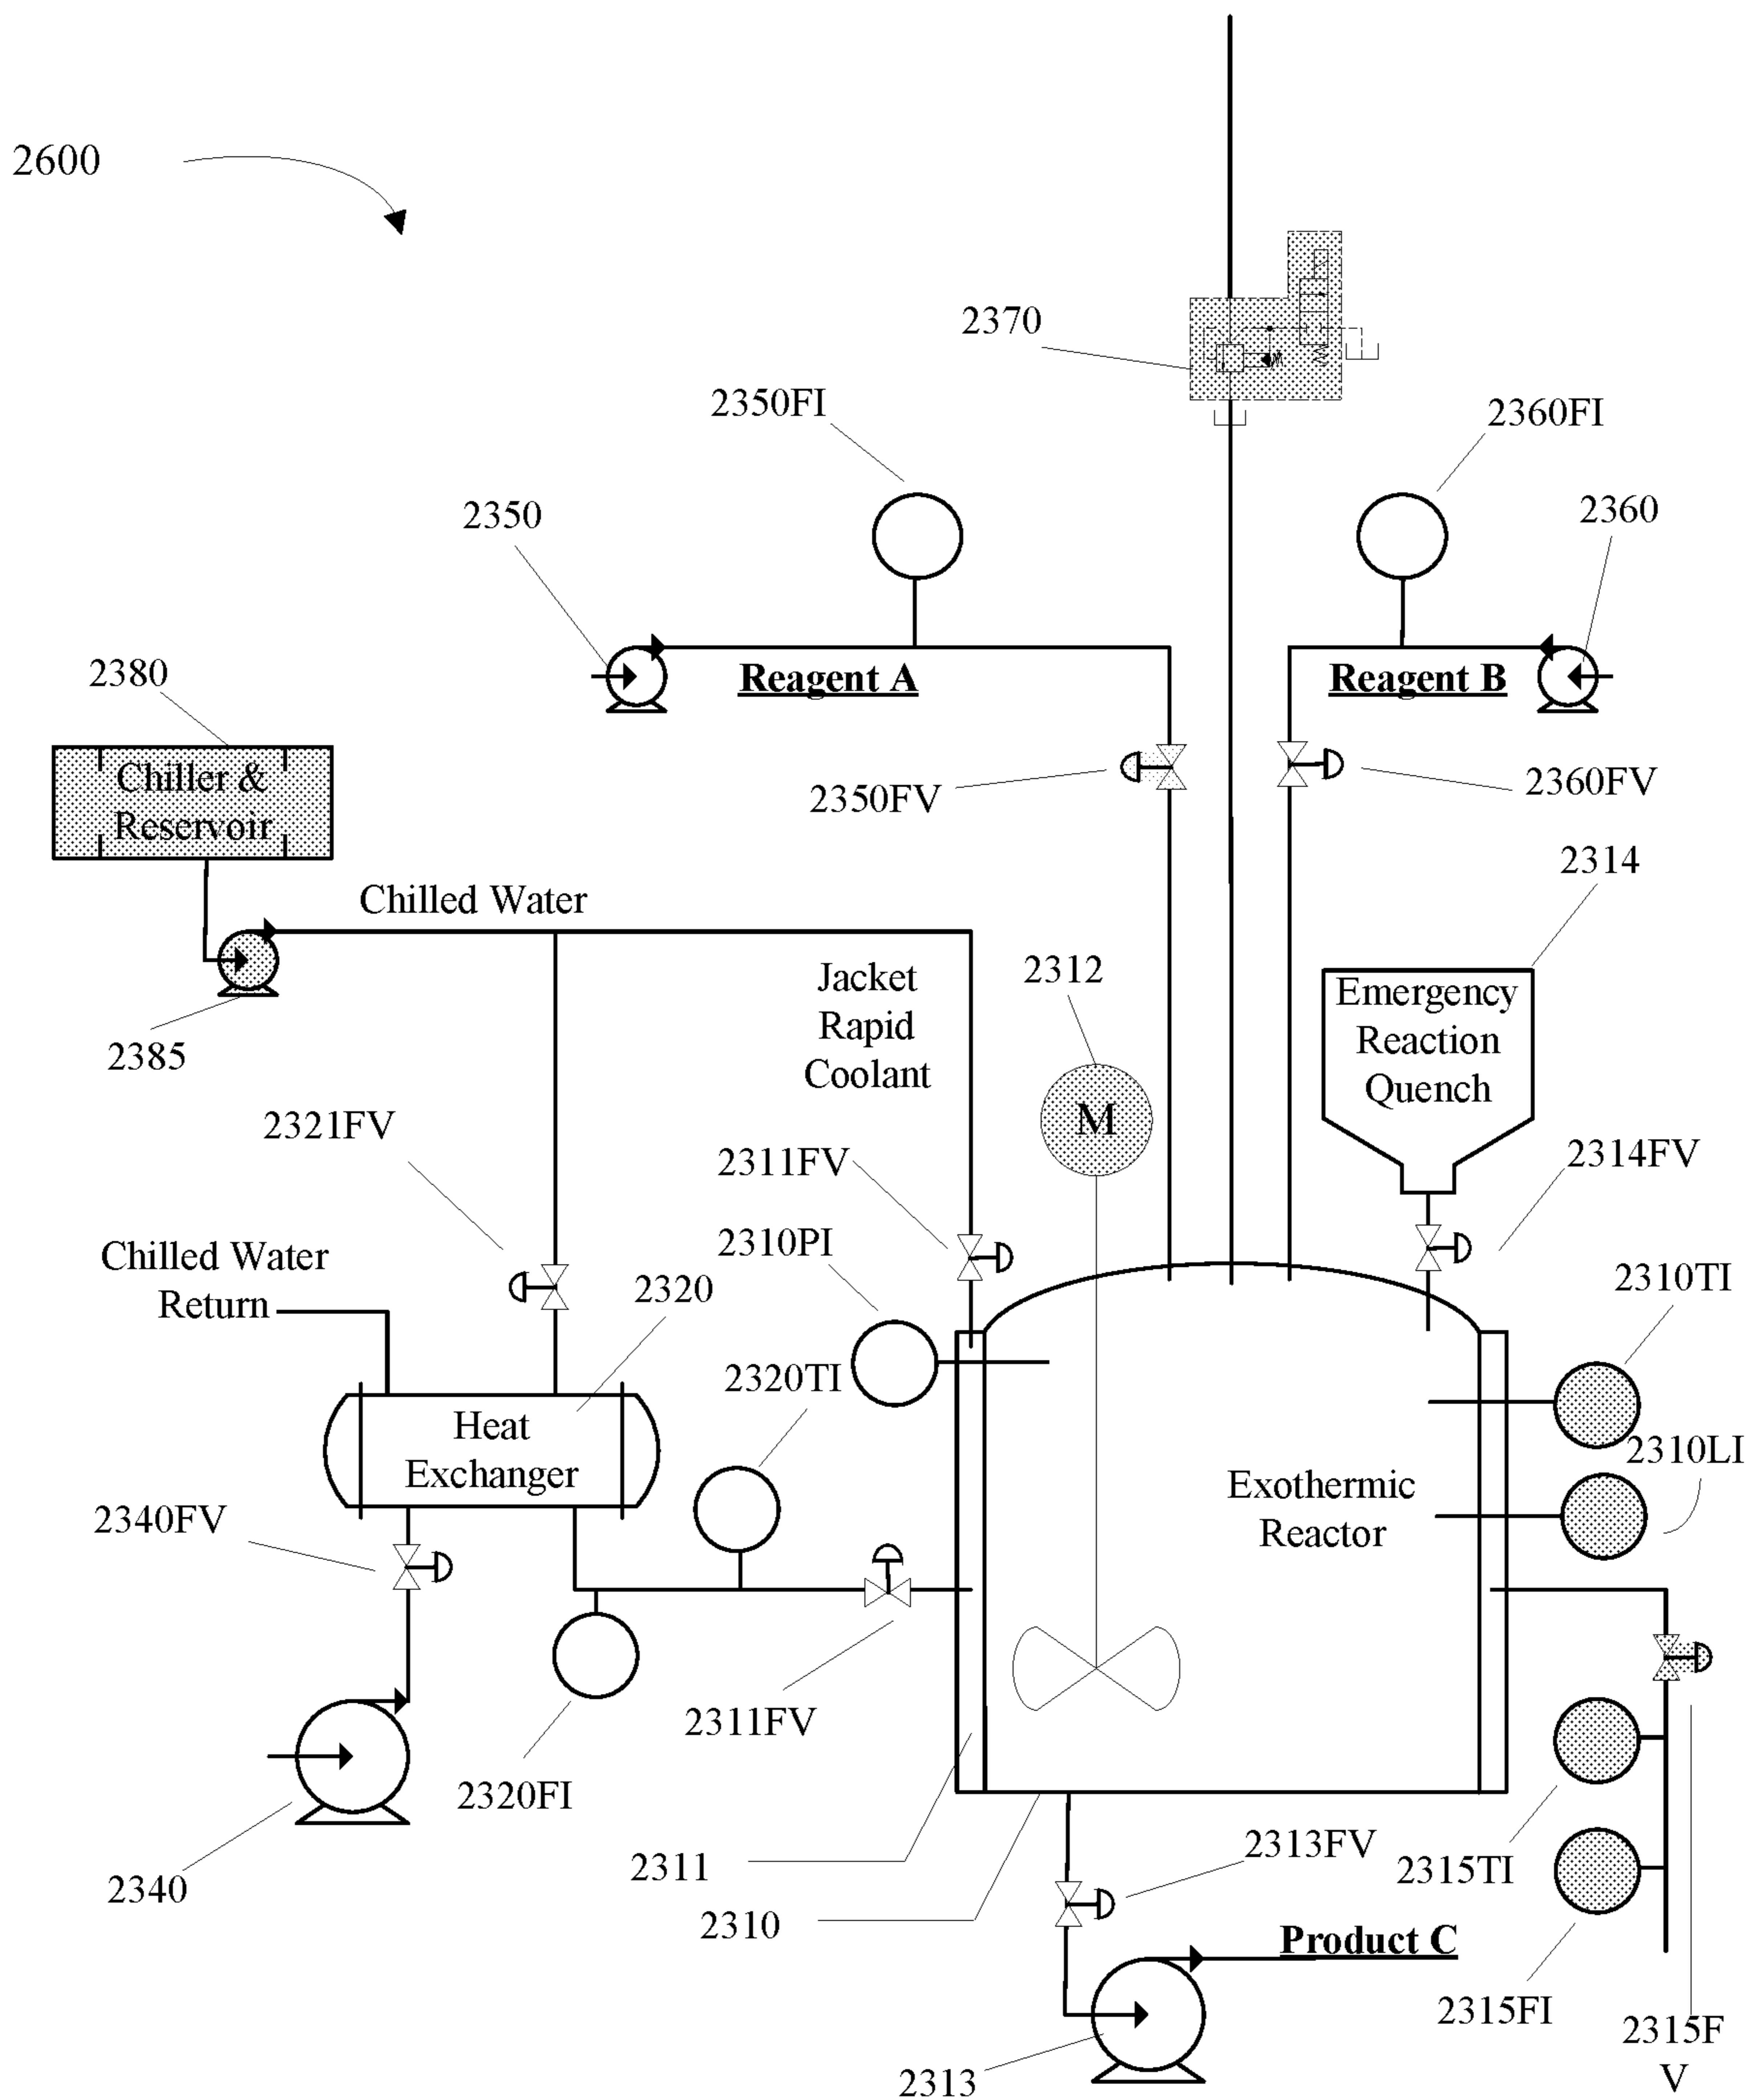 2600
2370
2350FI
2360FI
2350
2360
Reagent A
Reagent B
2380
Chiller &
Reservoir
2350FV
2360FV
2314
Chilled Water
Jacket
Rapid
Coolant
2312
Emergency
Reaction
Quench
2385
M
2321FV
2311FV
2314FV
2310PI
Chilled Water
Return
2320
2310TI
2320TI
Heat
Exchanger
2310LI
Exothermic
Reactor
2340FV
2311FV
2320FI
2311
2313FV
2315TI
2340
2310
Product C
2315FI
2315F
V
2313